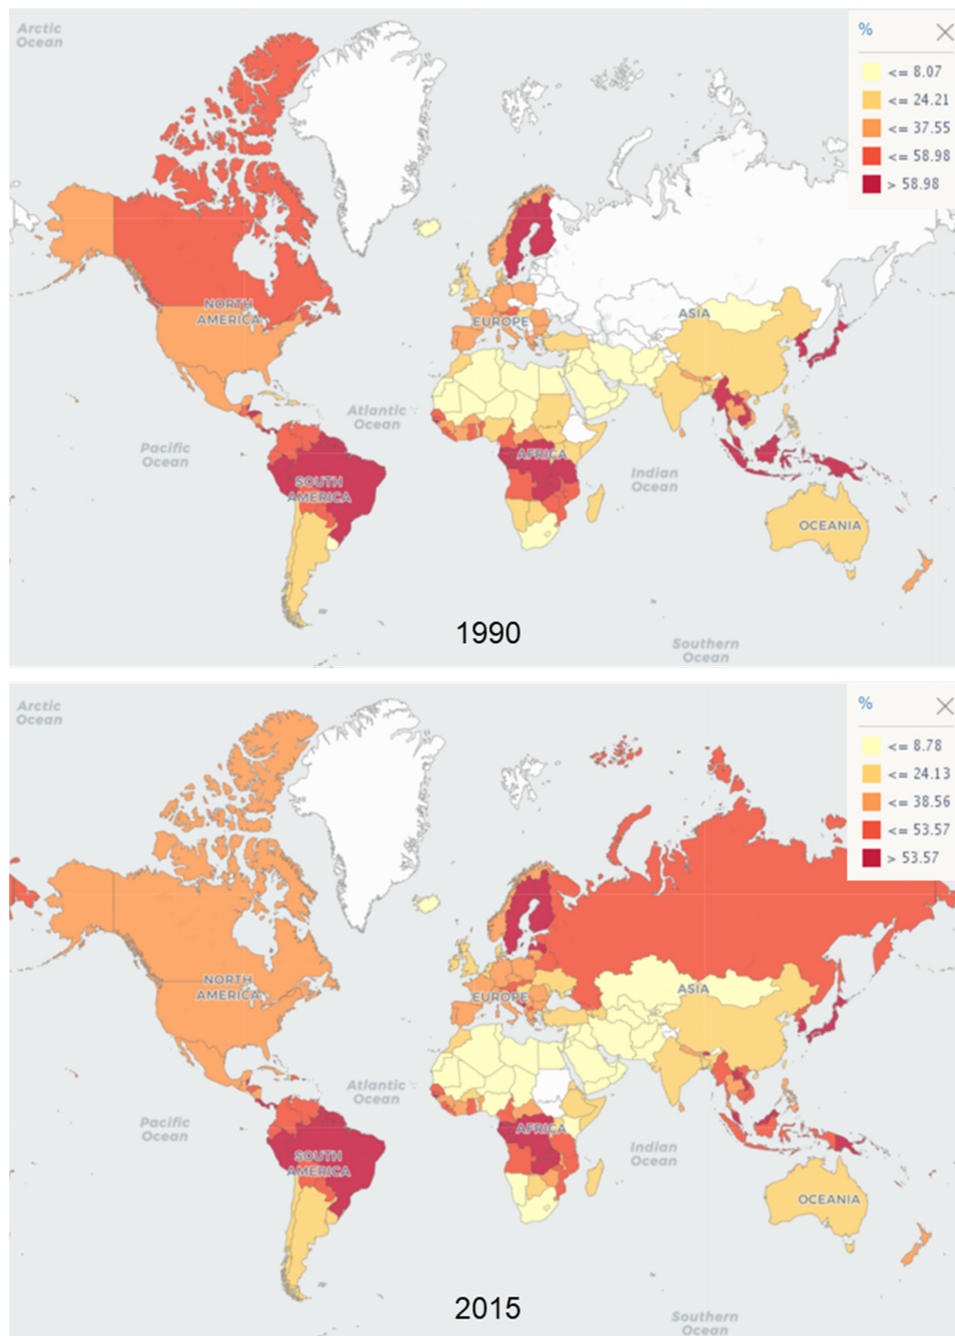 Arctic
Ocean
%
<= 8.07
<= 24.21
<= 37.55
<= 58.98
> 58.98
NORTH
AMERICA
EUROPE
ASIA
Atlantic
Ocean
Pacific
Ocean
AFRICA
Indian
Ocean
SOUTH
AMERICA
OCEANIA
1990
Southern
Ocean
Arctic
Ocean
%
<= 8.78
<= 24.13
<= 38.56
<= 53.57
> 53.57
NORTH
AMERICA
EUROPE
ASIA
Atlantic
Ocean
Pacific
Ocean
AFRICA
Indian
Ocean
SOUTH
AMERICA
OCEANIA
2015
Southern
Ocean